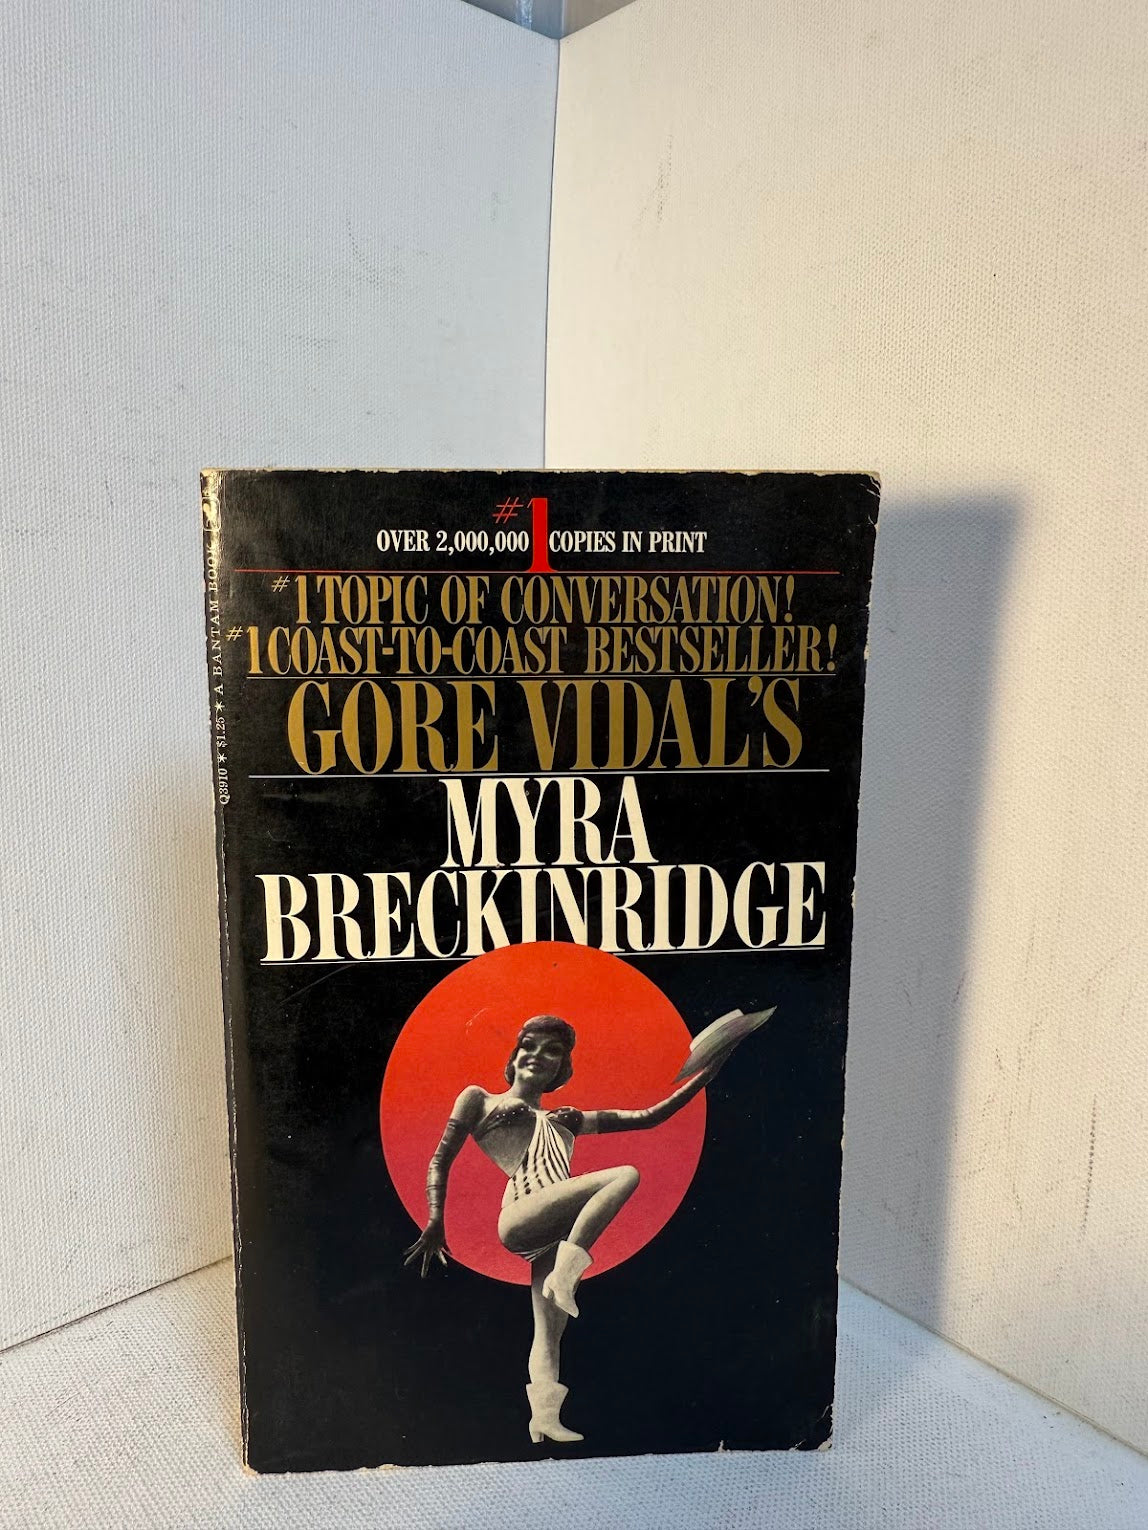 #1
OVER 2,000,000 COPIES IN PRINT
#1 TOPIC OF CONVERSATION!
#1 COAST-TO-COAST BESTSELLER!
GORE VIDAL'S
MYRA
BRECKINRIDGE
Q3910 * $1.25 * A BANTAM BOOK